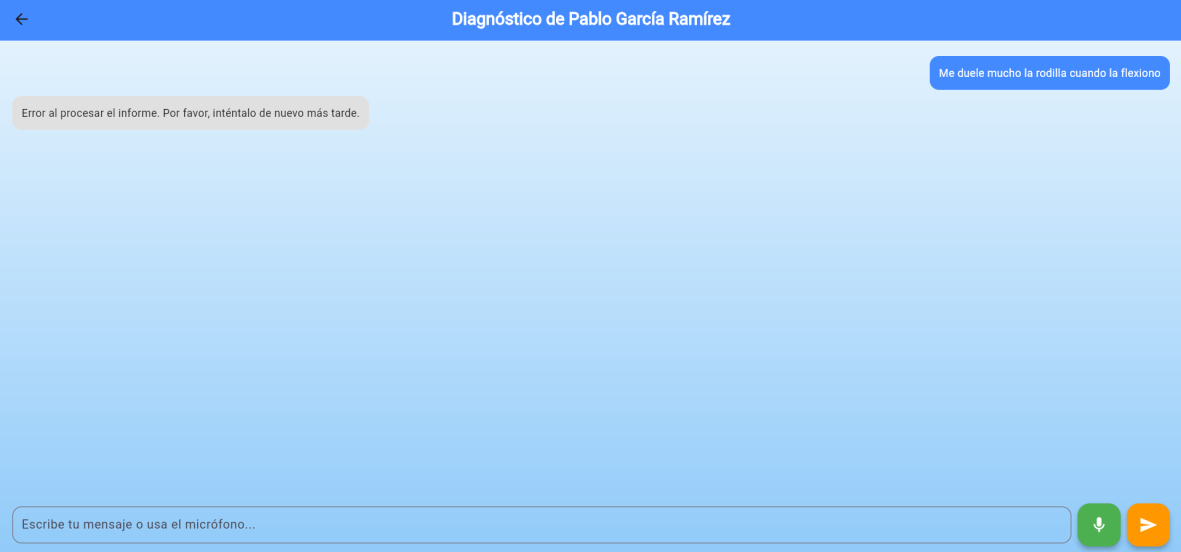 Diagnóstico de Pablo García Ramírez
Me duele mucho la rodilla cuando la flexiono
Error al procesar el informe. Por favor, inténtalo de nuevo más tarde.
Escribe tu mensaje o usa el micrófono...